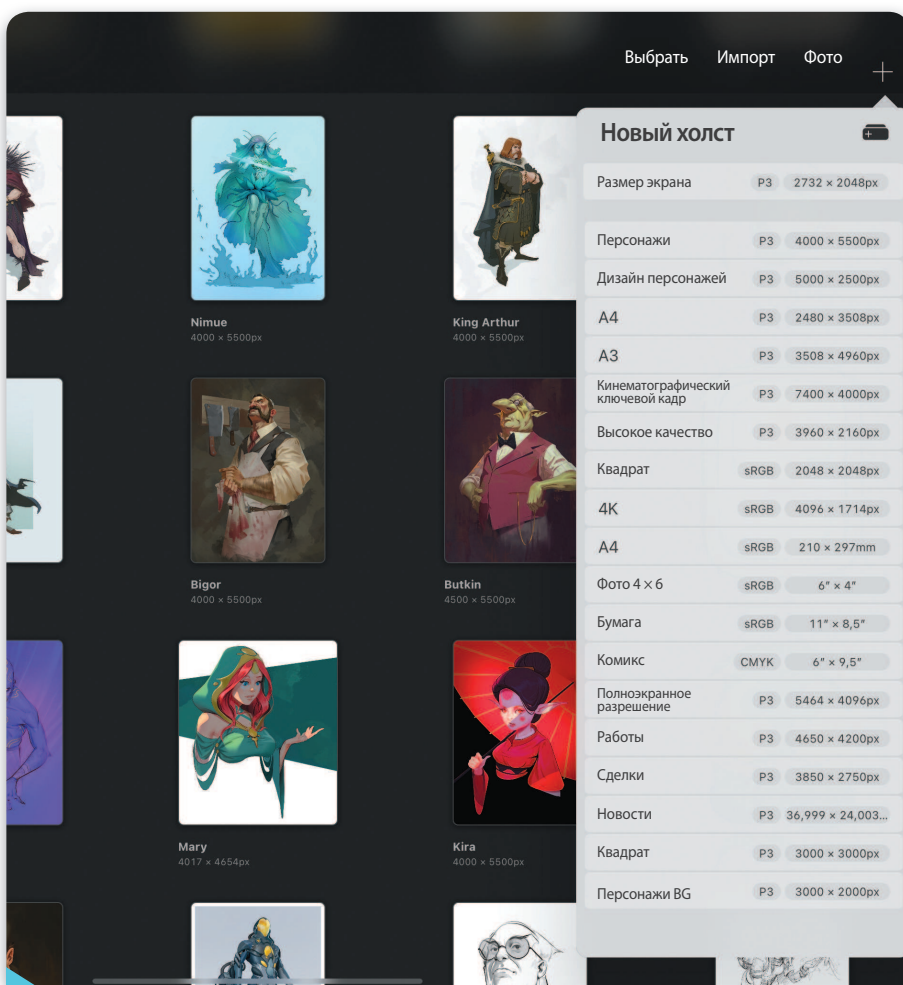 Выбрать Импорт Фото
Новый холст
Размер экрана P3 2732 × 2048px
Персонажи P3 4000 × 5500px
Дизайн персонажей P3 5000 × 2500px
A4 P3 2480 × 3508px
A3 P3 3508 × 4960px
Кинематографический
ключевой кадр P3 7400 × 4000px
Высокое качество P3 3960 × 2160px
Квадрат sRGB 2048 × 2048px
4K sRGB 4096 × 1714px
A4 sRGB 210 × 297mm
Фото 4 × 6 sRGB 6" × 4"
Бумага sRGB 11" × 8,5"
Комикс CMYK 6" × 9,5"
Полноэкранное
разрешение P3 5464 × 4096px
Работы P3 4650 × 4200px
Сделки P3 3850 × 2750px
Новости P3 36,999 × 24,003...
Квадрат P3 3000 × 3000px
Персонажи BG P3 3000 × 2000px
Nimue
4000 × 5500px
King Arthur
4000 × 5500px
Bigor
4000 × 5500px
Butkin
4500 × 5500px
Mary
4017 × 4654px
Kira
4000 × 5500px